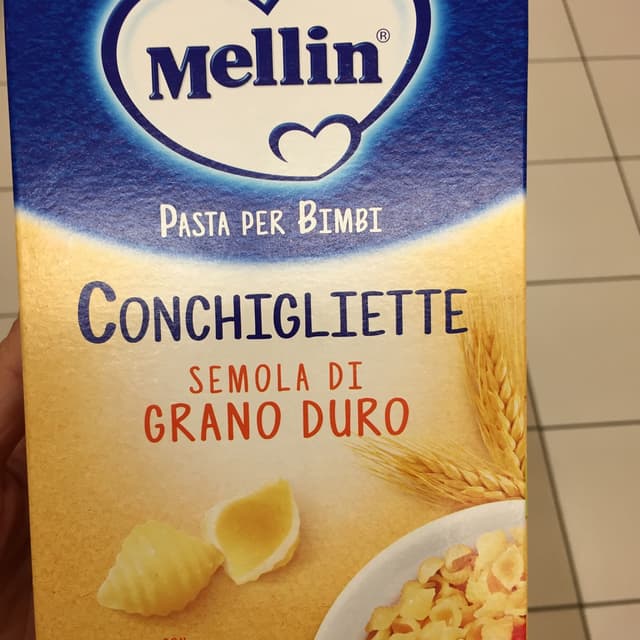 Mellin®
PASTA PER BIMBI
CONCHIGLIETTE
SEMOLA DI
GRANO DURO